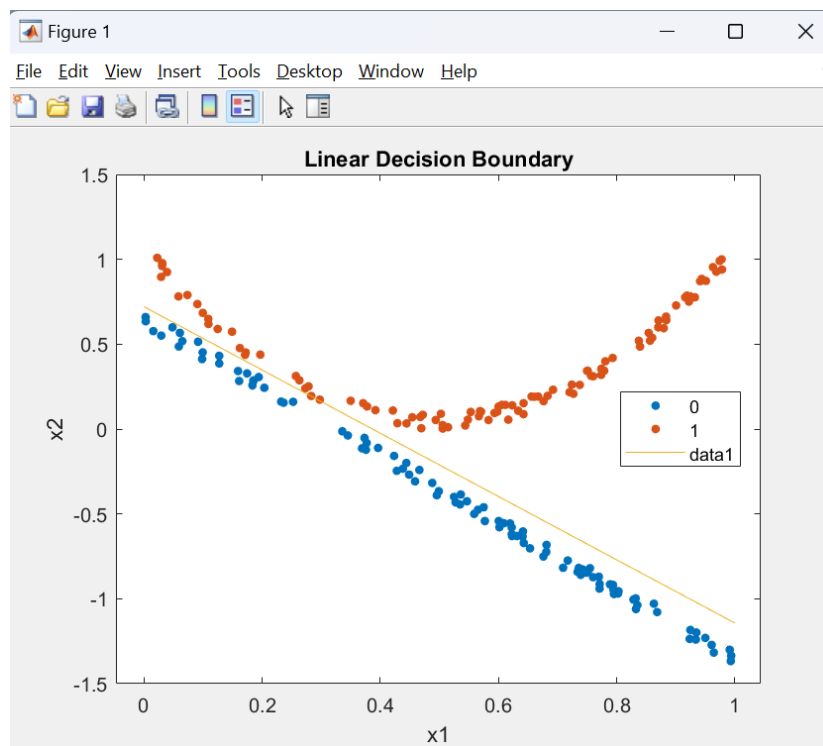 Figure 1
File Edit View Insert Tools Desktop Window Help
Linear Decision Boundary
1.5
1
0.5
0
-0.5
-1
-1.5
x2
0
1
data1
0 0.2 0.4 0.6 0.8 1
x1